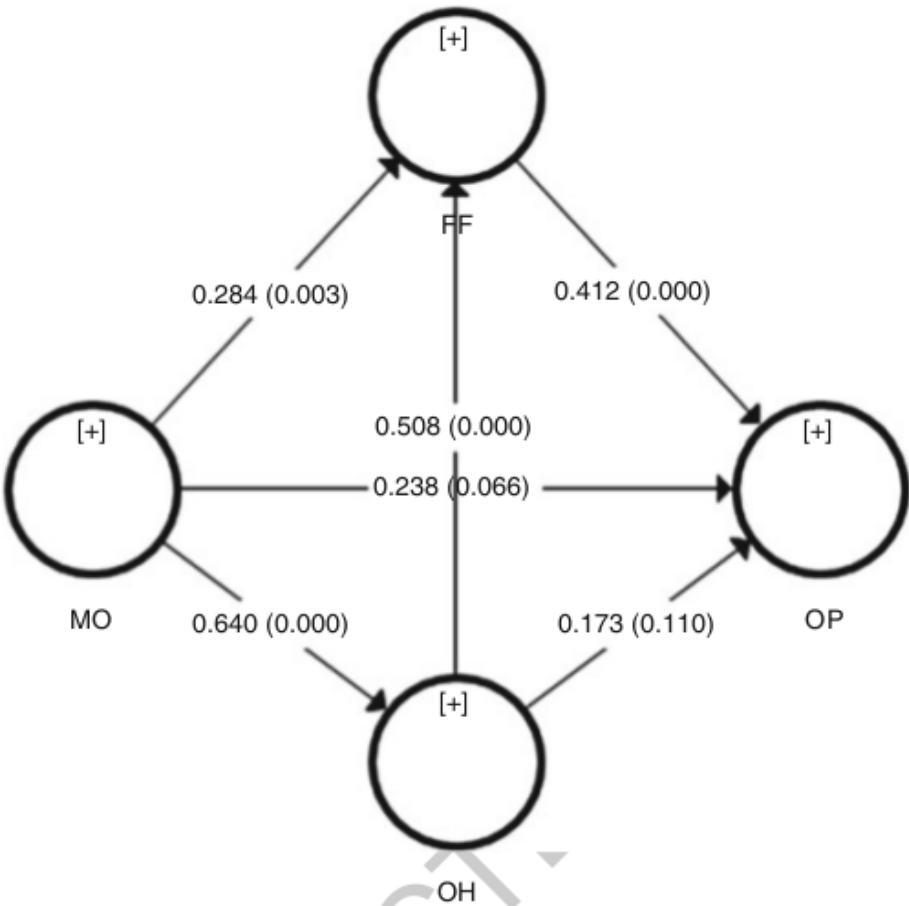 [+]
FF
0.284 (0.003)
0.412 (0.000)
0.508 (0.000)
[+]
[+]
0.238 (0.066)
MO
0.640 (0.000)
0.173 (0.110)
OP
[+]
OH